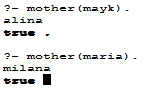 ?- mother(mayk).
alina
true .
?- mother(maria).
milana
true